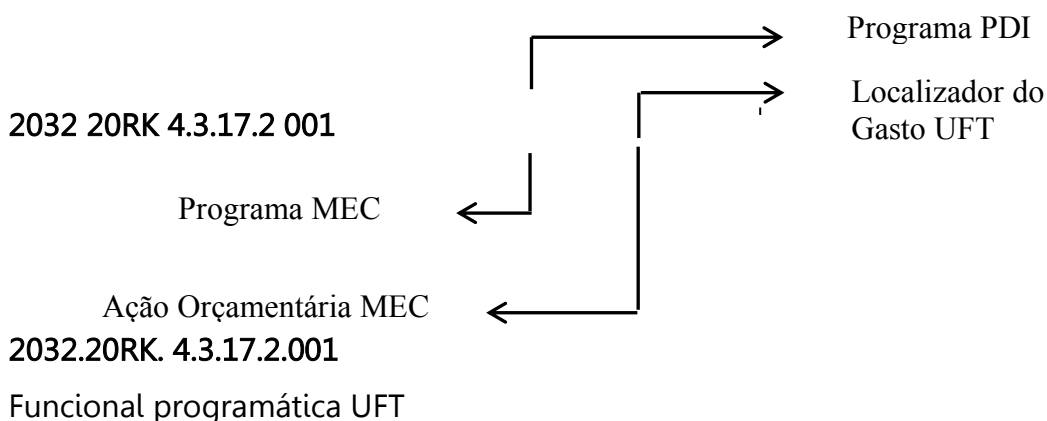 Programa PDI
Localizador do
Gasto UFT
2032 20RK 4.3.17.2 001
Programa MEC
Ação Orçamentária MEC
2032.20RK. 4.3.17.2.001
Funcional programática UFT